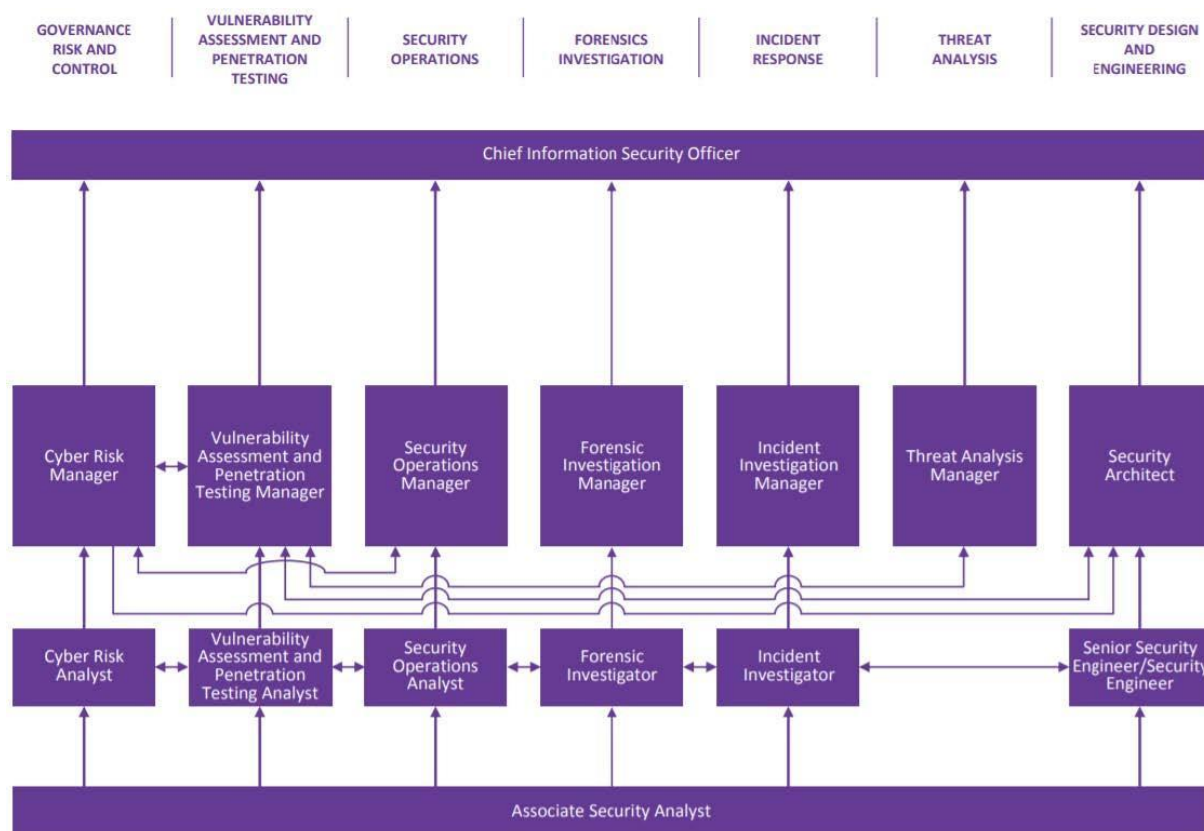 GOVERNANCE
RISK AND
CONTROL
VULNERABILITY
ASSESSMENT AND
PENETRATION
TESTING
SECURITY
OPERATIONS
FORENSICS
INVESTIGATION
INCIDENT
RESPONSE
THREAT
ANALYSIS
SECURITY DESIGN
AND
ENGINEERING
Chief Information Security Officer
Cyber Risk
Manager
Vulnerability
Assessment and
Penetration
Testing Manager
Security
Operations
Manager
Forensic
Investigation
Manager
Incident
Investigation
Manager
Threat Analysis
Manager
Security
Architect
Cyber Risk
Analyst
Vulnerability
Assessment and
Penetration
Testing Analyst
Security
Operations
Analyst
Forensic
Investigator
Incident
Investigator
Senior Security
Engineer/Security
Engineer
Associate Security Analyst